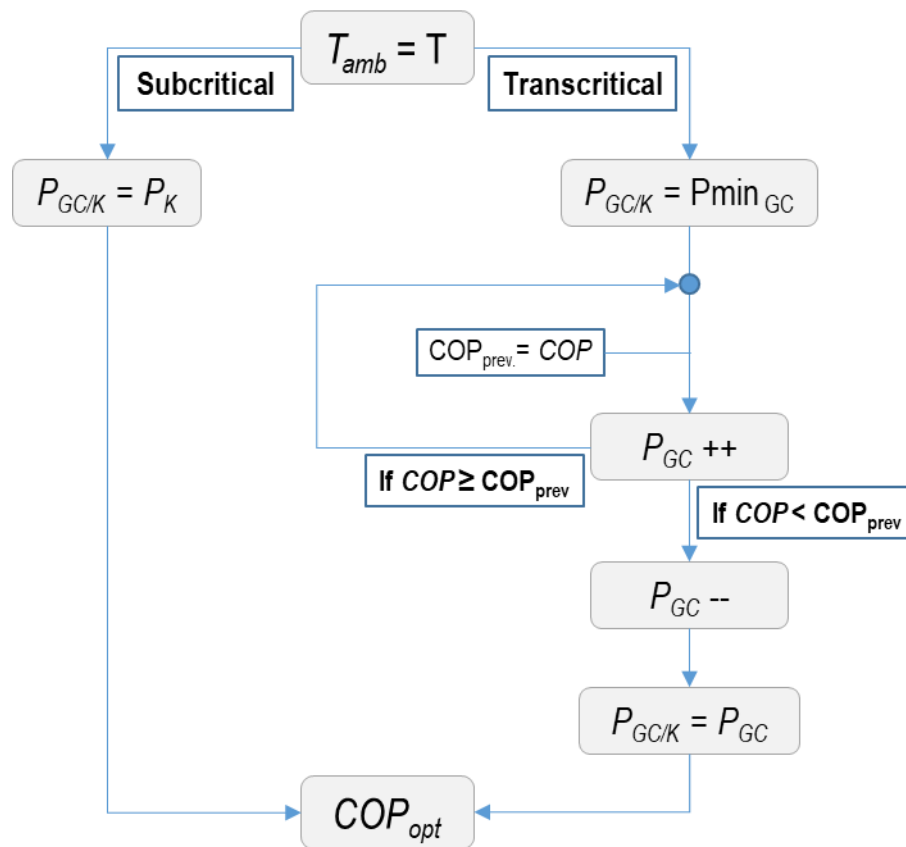 T_amb = T
Subcritical
Transcritical
P_GC/K = P_K
P_GC/K = Pmin_GC
COP_prev. = COP
P_GC ++
If COP ≥ COP_prev
If COP < COP_prev
P_GC --
P_GC/K = P_GC
COP_opt